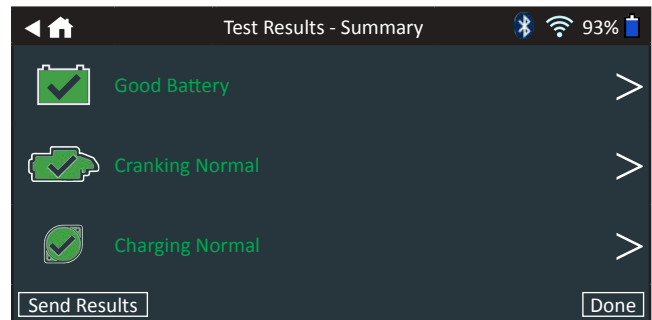 Test Results - Summary 93%
Good Battery
Cranking Normal
Charging Normal
Send Results Done